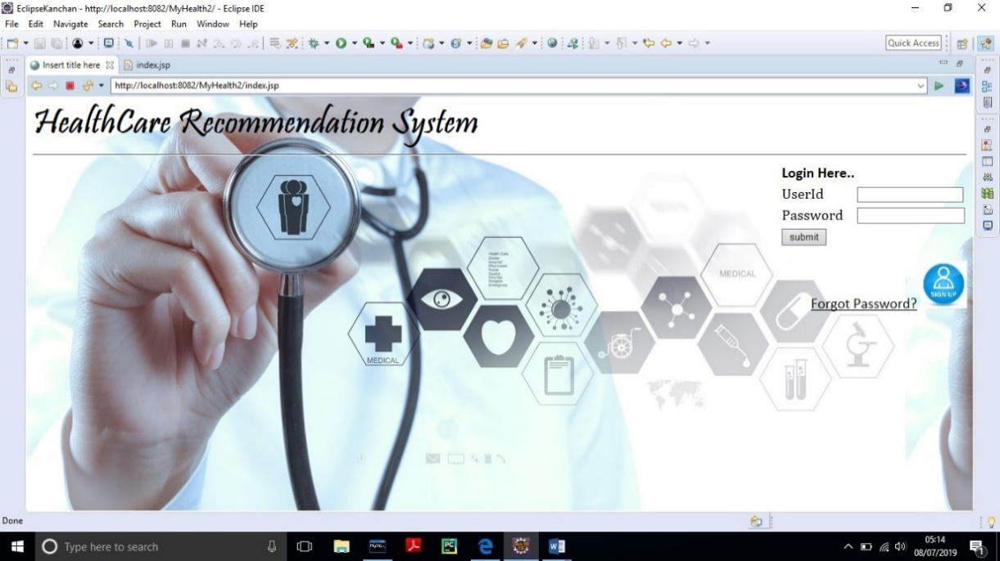 EclipseKanchan - http://localhost:8082/MyHealth2/ - Eclipse IDE
File Edit Navigate Search Project Run Window Help
Quick Access
Insert title here index.jsp
http://localhost:8082/MyHealth2/index.jsp
HealthCare Recommendation System
Login Here..
UserId
Password
submit
MEDICAL
SIGN UP
Forgot Password?
MEDICAL
Done
Type here to search
05:14
08/07/2019